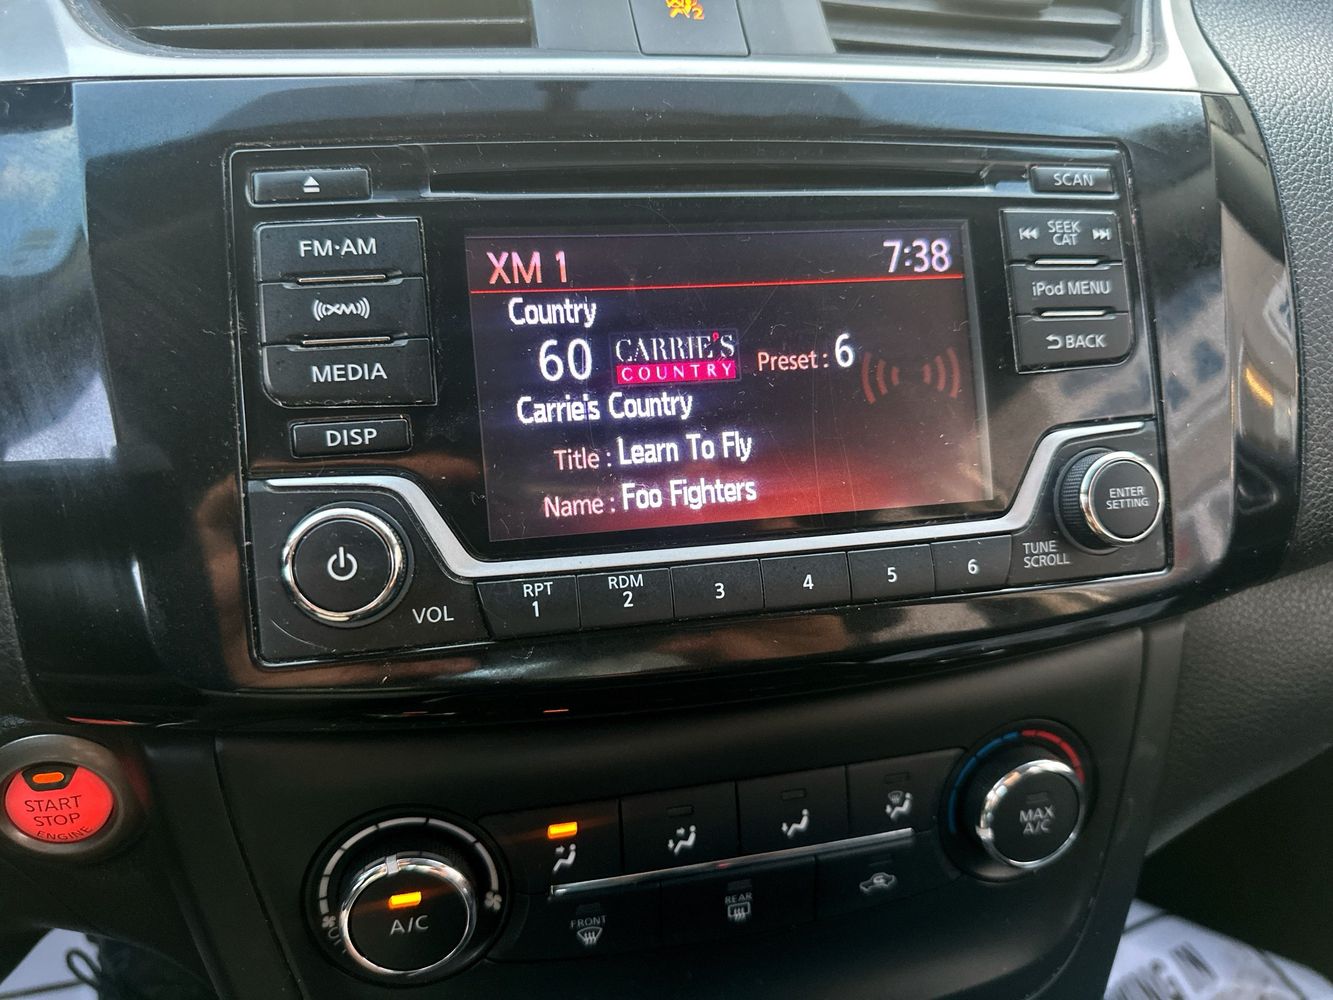 2
SCAN
FM·AM
SEEK
CAT
XM 1 7:38
(((XM)))
iPod MENU
Country
60 CARRIE'S
COUNTRY
Preset : 6
MEDIA
BACK
Carrie's Country
DISP
Title : Learn To Fly
Name : Foo Fighters
ENTER
SETTING
TUNE
SCROLL
VOL
RPT
1
RDM
2
3
4
5
6
START
STOP
ENGINE
MAX
A/C
A/C
FRONT
REAR